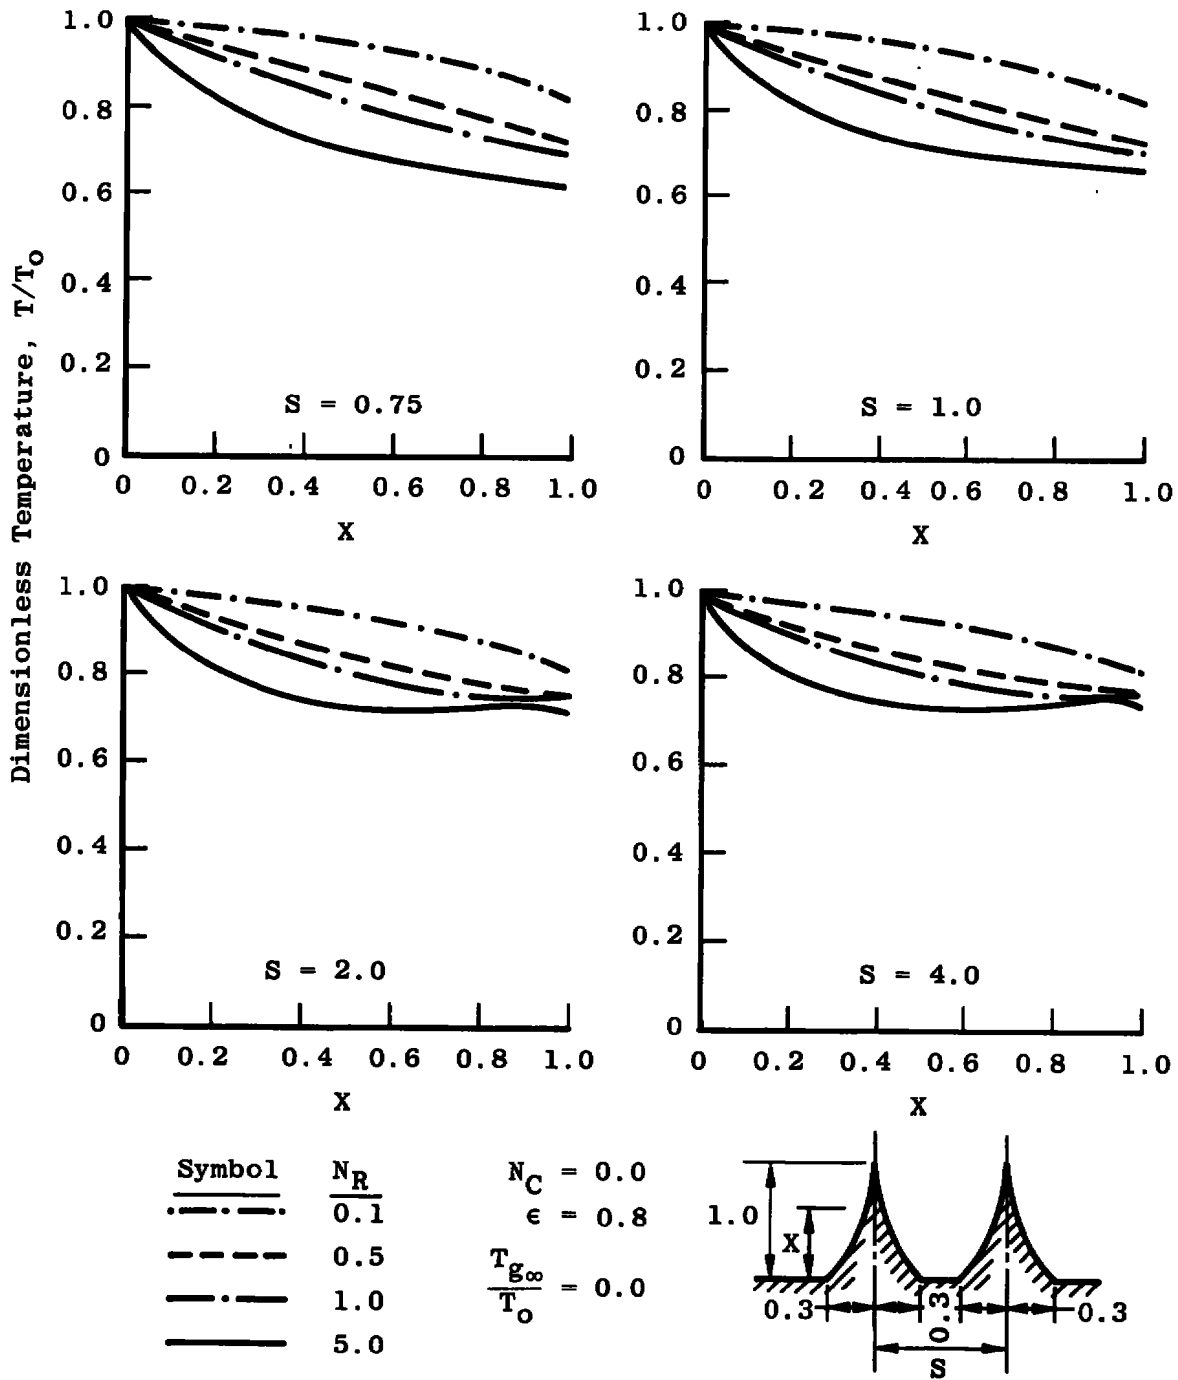 Dimensionless Temperature, T/To
1.0
0.8
0.6
0.4
0.2
0
S = 0.75
0 0.2 0.4 0.6 0.8 1.0
X
1.0
0.8
0.6
0.4
0.2
0
S = 1.0
0 0.2 0.4 0.6 0.8 1.0
X
1.0
0.8
0.6
0.4
0.2
0
S = 2.0
0 0.2 0.4 0.6 0.8 1.0
X
1.0
0.8
0.6
0.4
0.2
0
S = 4.0
0 0.2 0.4 0.6 0.8 1.0
X
Symbol NR
0.1
0.5
1.0
5.0
NC = 0.0
ϵ = 0.8
Tg∞
To
= 0.0
1.0
X
0.3
0.3
0.3
S